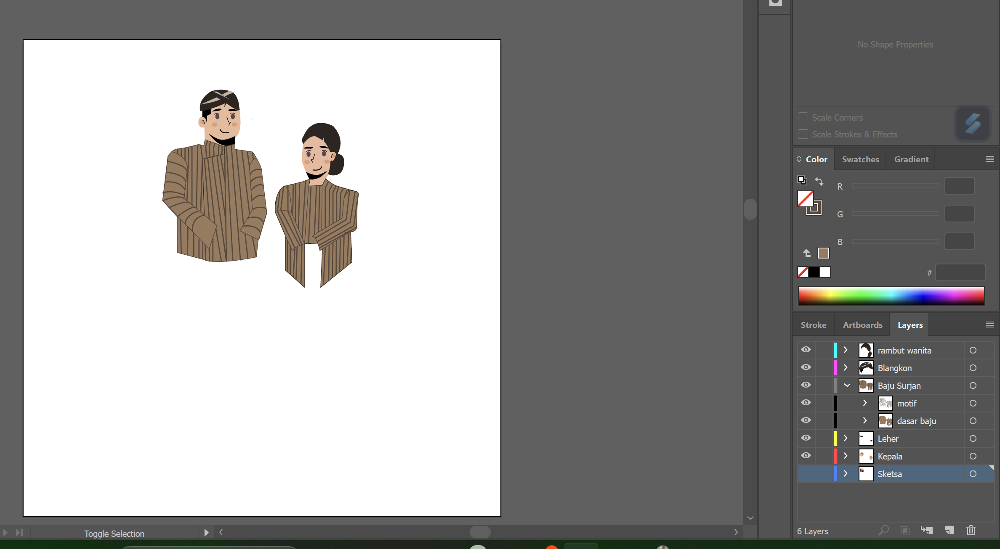 No Shape Properties
Scale Corners
Scale Strokes & Effects
Color Swatches Gradient
R
G
B
#
Stroke Artboards Layers
rambut wanita
Blangkon
Baju Surjan
motif
dasar baju
Leher
Kepala
Sketsa
Toggle Selection
6 Layers